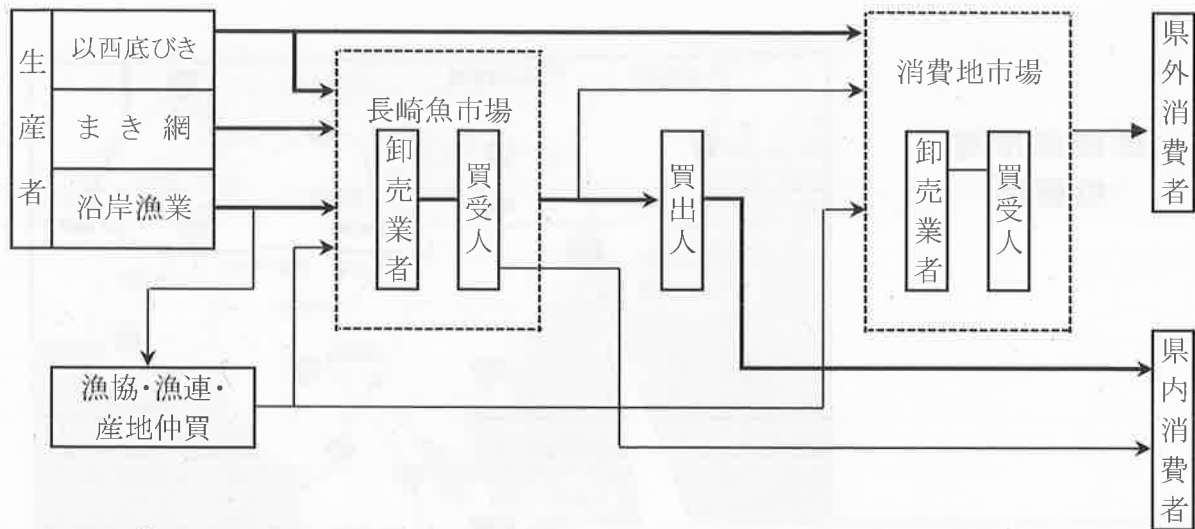 生産者
以西底びき
まき網
沿岸漁業
漁協・漁連・
産地仲買
長崎魚市場
卸売業者
買受人
買出人
消費地市場
卸売業者
買受人
県外消費者
県内消費者